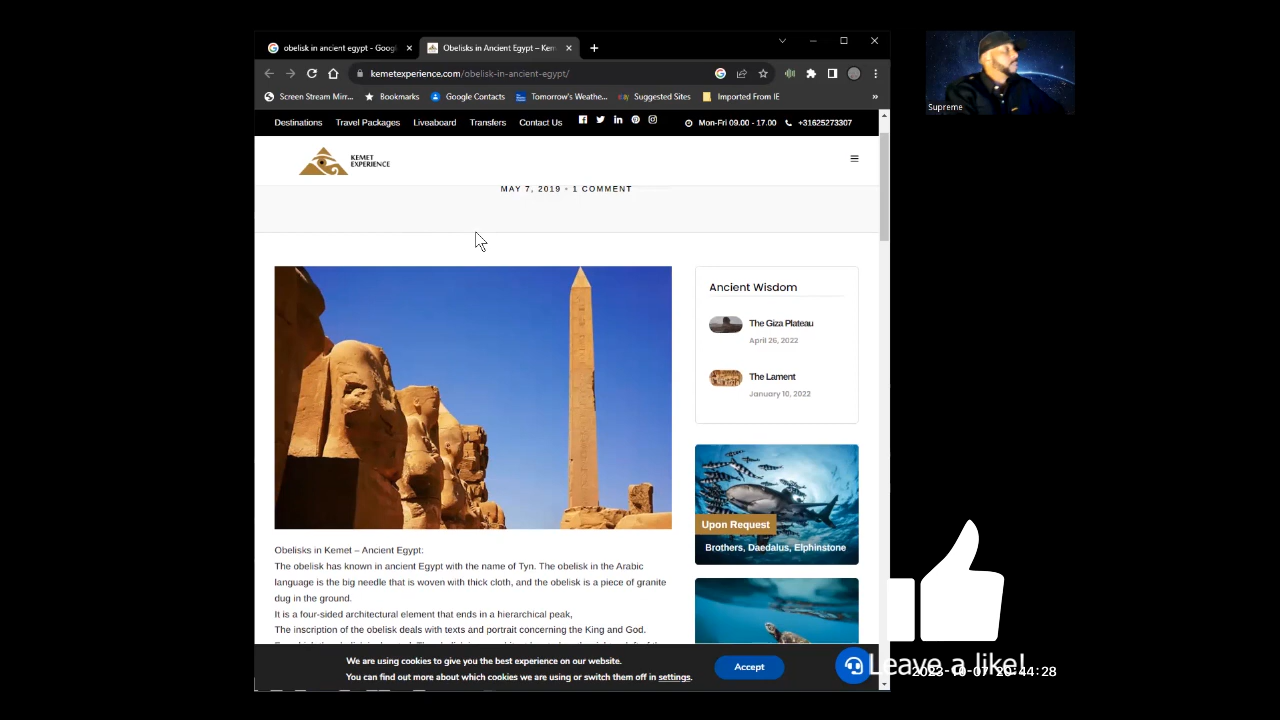 obelisk in ancient egypt - Goog
Obelisks in Ancient Egypt – Kem
kemetexperience.com/obelisk-in-ancient-egypt/
Screen Stream Mirr...
Bookmarks
Google Contacts
Tomorrow's Weathe...
Suggested Sites
Imported From IE
»
Destinations
Travel Packages
Liveaboard
Transfers
Contact Us
Mon-Fri 09.00 - 17.00
+31625273307
KEMET
EXPERIENCE
MAY 7, 2019 • 1 COMMENT
Supreme
Ancient Wisdom
The Giza Plateau
April 26, 2022
The Lament
January 10, 2022
Upon Request
Brothers, Daedalus, Elphinstone
Obelisks in Kemet – Ancient Egypt:
The obelisk has known in ancient Egypt with the name of Tyn. The obelisk in the Arabic
language is the big needle that is woven with thick cloth, and the obelisk is a piece of granite
dug in the ground.
It is a four-sided architectural element that ends in a hierarchical peak,
The inscription of the obelisk deals with texts and portrait concerning the King and God.
We are using cookies to give you the best experience on our website.
You can find out more about which cookies we are using or switch them off in settings.
Accept
Leave a like!
2023-10-07 20:44:28